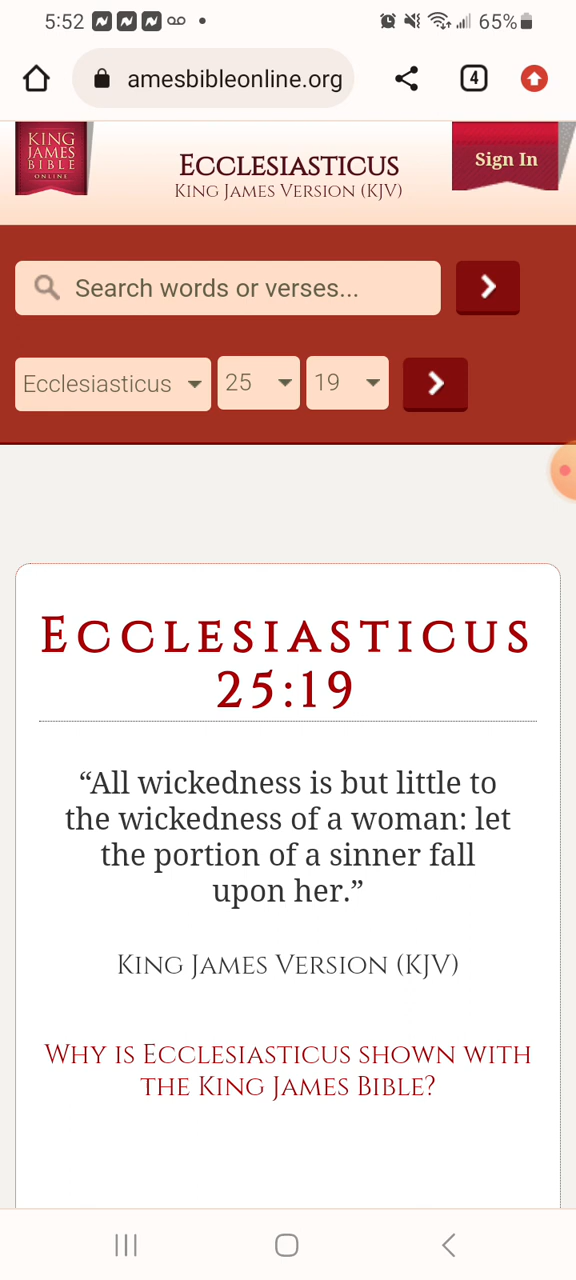 5:52
65%
amesbibleonline.org
4
KING
JAMES
BIBLE
ONLINE
Ecclesiasticus
King James Version (KJV)
Sign In
Search words or verses...
Ecclesiasticus 25 19
Ecclesiasticus
25:19
“All wickedness is but little to
the wickedness of a woman: let
the portion of a sinner fall
upon her.”
King James Version (KJV)
Why is Ecclesiasticus shown with
the King James Bible?